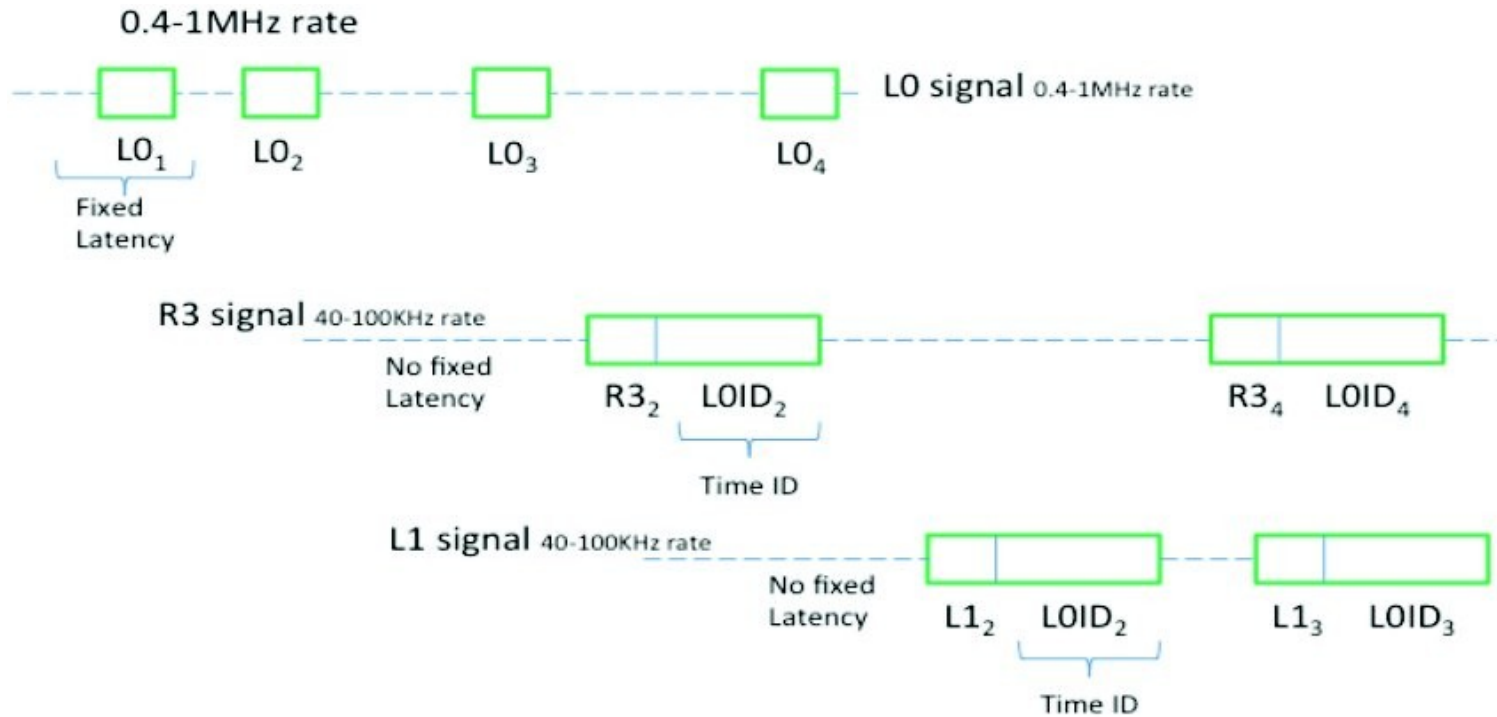 0.4-1MHz rate
L0 signal 0.4-1MHz rate
L0₁ L0₂ L0₃ L0₄
Fixed
Latency
R3 signal 40-100KHz rate
No fixed
Latency
R3₂ L0ID₂ R3₄ L0ID₄
Time ID
L1 signal 40-100KHz rate
No fixed
Latency
L1₂ L0ID₂ L1₃ L0ID₃
Time ID